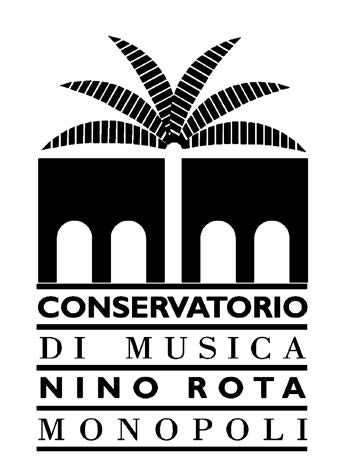 CONSERVATORIO
DI MUSICA
NINO ROTA
MONOPOLI